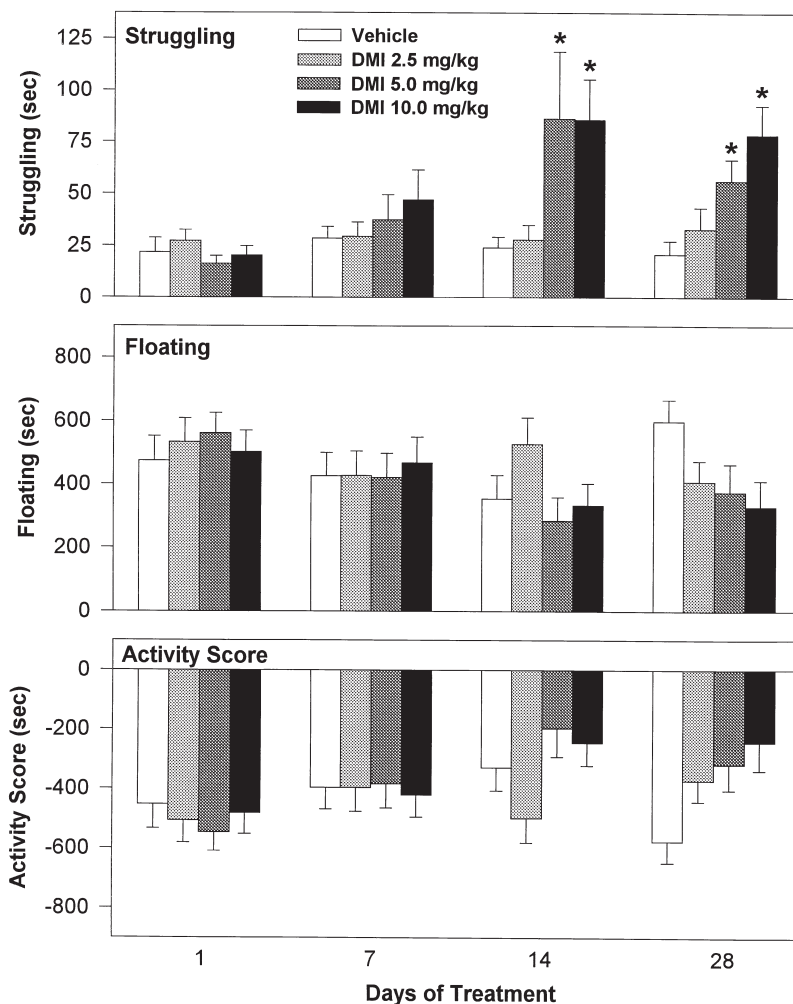 Struggling
Vehicle
DMI 2.5 mg/kg
DMI 5.0 mg/kg
DMI 10.0 mg/kg
Struggling (sec)
125
100
75
50
25
0
* *
* *
Floating
Floating (sec)
800
600
400
200
0
Activity Score
Activity Score (sec)
0
-200
-400
-600
-800
1 7 14 28
Days of Treatment